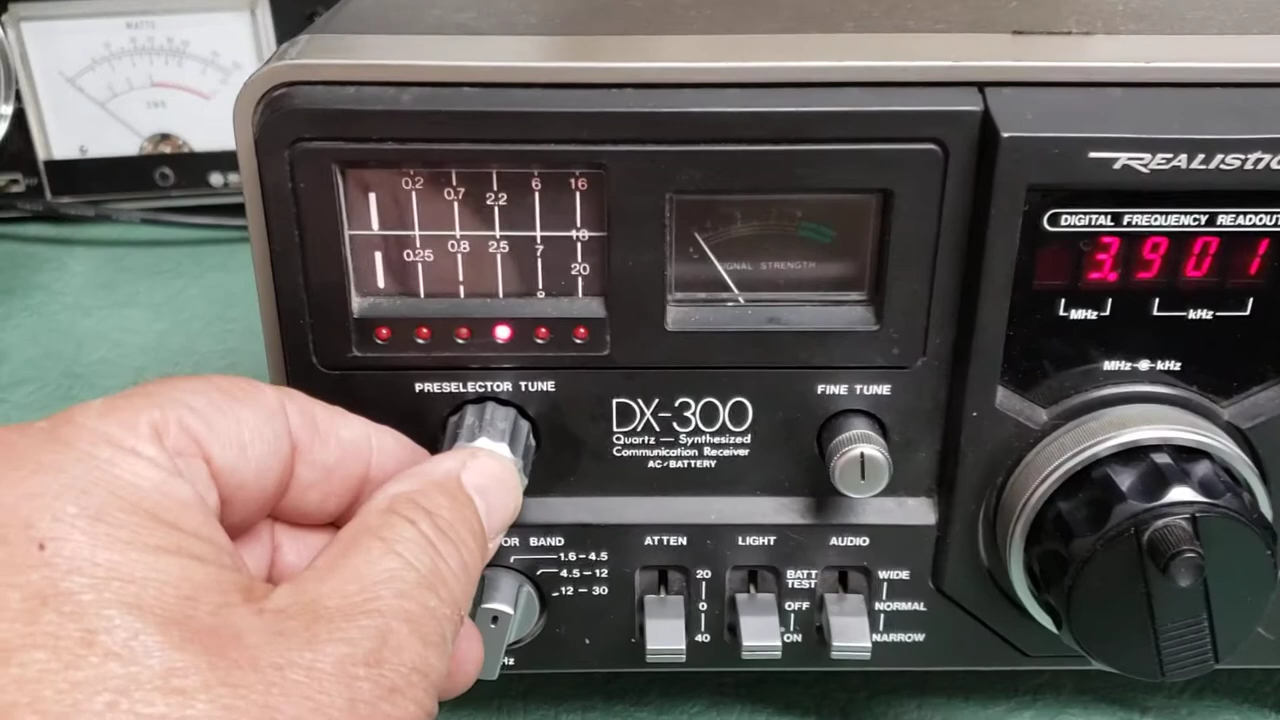 WATTS
SWR
0.2 0.7 2.2 6 16
18
0.25 0.8 2.5 7 20
SIGNAL STRENGTH
REALISTIC
DIGITAL FREQUENCY READOUT
3.901
MHz kHz
MHz kHz
PRESELECTOR TUNE
FINE TUNE
DX-300
Quartz — Synthesized
Communication Receiver
AC-BATTERY
OR BAND
1.6-4.5
4.5-12
12-30
Hz
ATTEN
20
0
40
LIGHT
BATT
TEST
OFF
ON
AUDIO
WIDE
NORMAL
NARROW